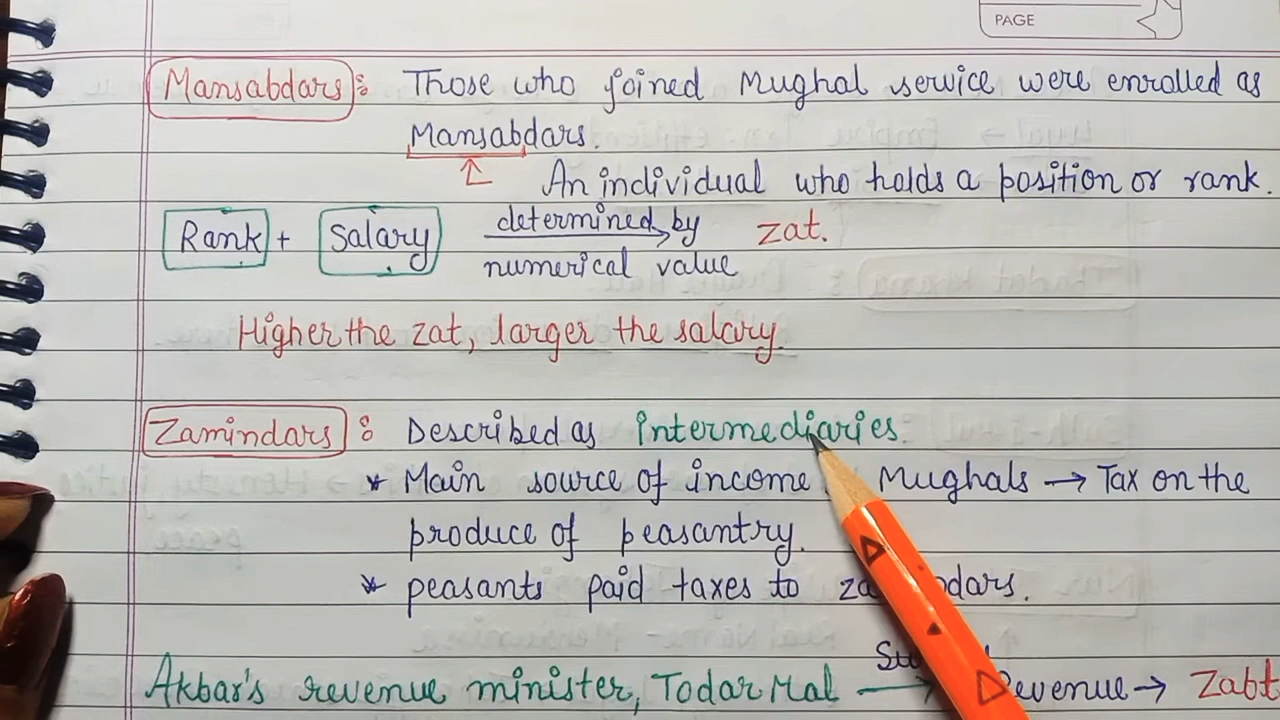 PAGE
Mansabdars : Those who joined Mughal service were enrolled as
Mansabdars.
An individual who holds a position or rank.
Rank + Salary determined by zat.
numerical value
Higher the zat, larger the salary.
Zamindars : Described as intermediaries.
* Main source of income Mughals → Tax on the
produce of peasantry.
* peasants paid taxes to
Akbar's revenue minister, Todar Mal → Revenue → Zabt